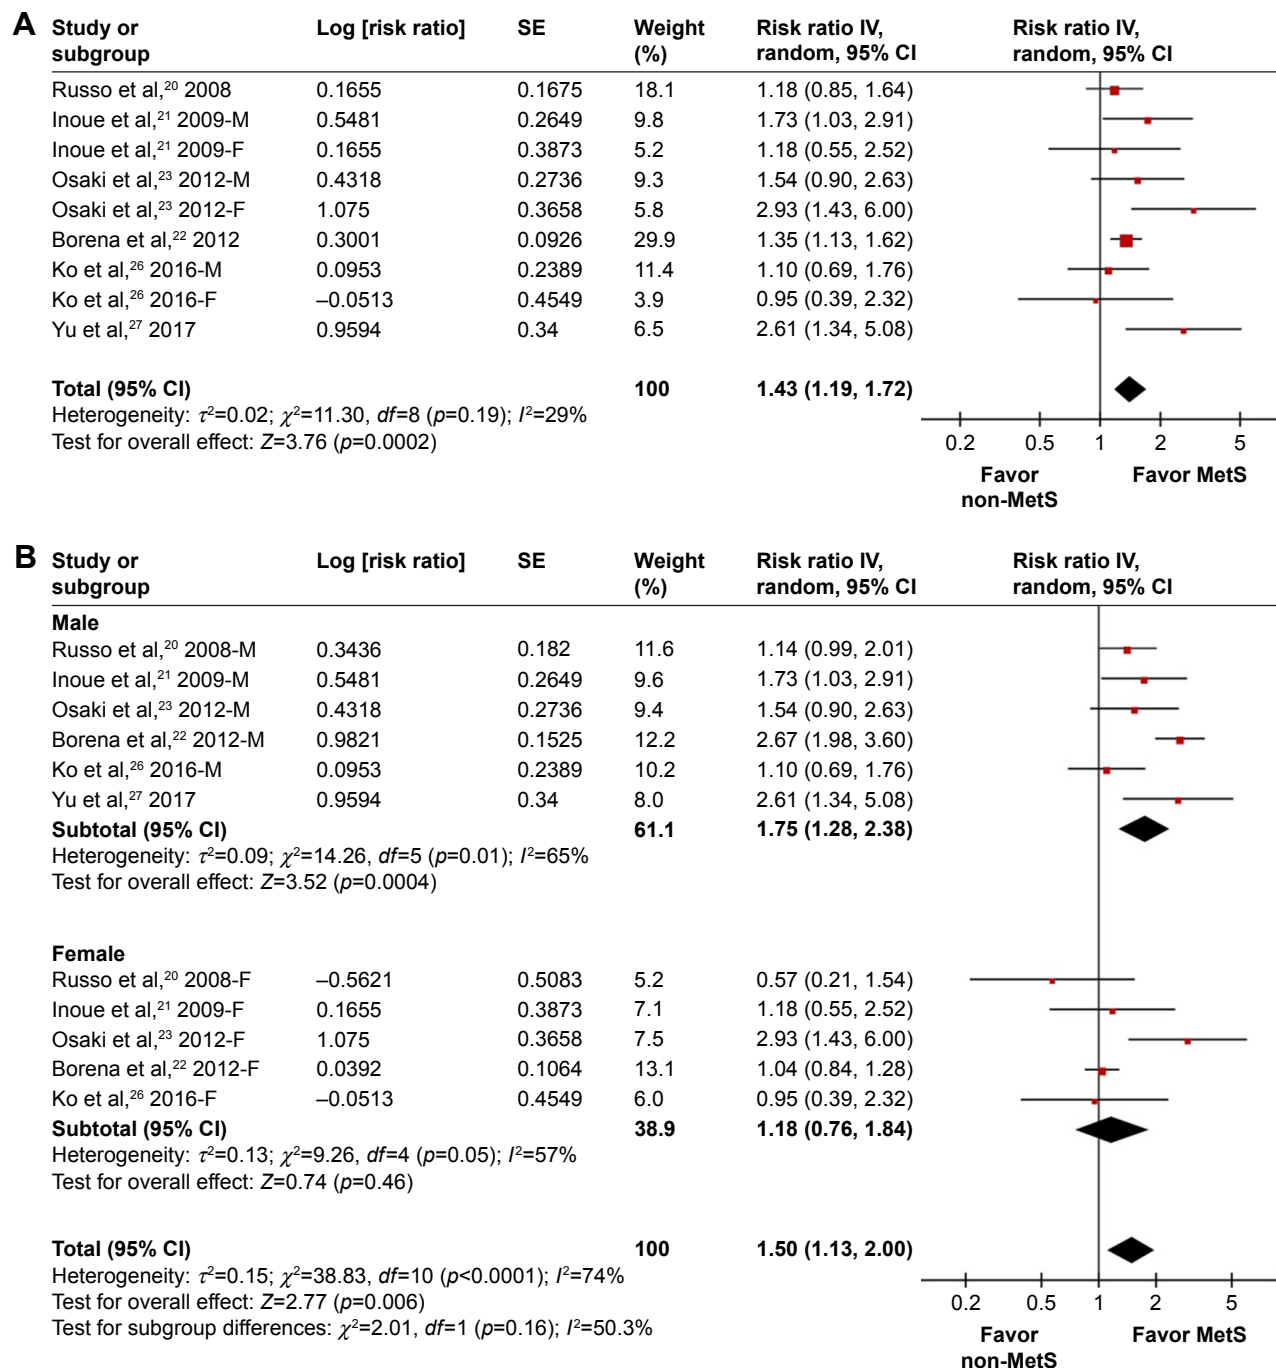 A Study or subgroup Log [risk ratio] SE Weight (%) Risk ratio IV, random, 95% CI Risk ratio IV, random, 95% CI
Russo et al,20 2008 0.1655 0.1675 18.1 1.18 (0.85, 1.64)
Inoue et al,21 2009-M 0.5481 0.2649 9.8 1.73 (1.03, 2.91)
Inoue et al,21 2009-F 0.1655 0.3873 5.2 1.18 (0.55, 2.52)
Osaki et al,23 2012-M 0.4318 0.2736 9.3 1.54 (0.90, 2.63)
Osaki et al,23 2012-F 1.075 0.3658 5.8 2.93 (1.43, 6.00)
Borena et al,22 2012 0.3001 0.0926 29.9 1.35 (1.13, 1.62)
Ko et al,26 2016-M 0.0953 0.2389 11.4 1.10 (0.69, 1.76)
Ko et al,26 2016-F –0.0513 0.4549 3.9 0.95 (0.39, 2.32)
Yu et al,27 2017 0.9594 0.34 6.5 2.61 (1.34, 5.08)
Total (95% CI) 100 1.43 (1.19, 1.72)
Heterogeneity: τ²=0.02; χ²=11.30, df=8 (p=0.19); I²=29%
Test for overall effect: Z=3.76 (p=0.0002)
0.2 0.5 1 2 5
Favor non-MetS Favor MetS
B Study or subgroup Log [risk ratio] SE Weight (%) Risk ratio IV, random, 95% CI Risk ratio IV, random, 95% CI
Male
Russo et al,20 2008-M 0.3436 0.182 11.6 1.14 (0.99, 2.01)
Inoue et al,21 2009-M 0.5481 0.2649 9.6 1.73 (1.03, 2.91)
Osaki et al,23 2012-M 0.4318 0.2736 9.4 1.54 (0.90, 2.63)
Borena et al,22 2012-M 0.9821 0.1525 12.2 2.67 (1.98, 3.60)
Ko et al,26 2016-M 0.0953 0.2389 10.2 1.10 (0.69, 1.76)
Yu et al,27 2017 0.9594 0.34 8.0 2.61 (1.34, 5.08)
Subtotal (95% CI) 61.1 1.75 (1.28, 2.38)
Heterogeneity: τ²=0.09; χ²=14.26, df=5 (p=0.01); I²=65%
Test for overall effect: Z=3.52 (p=0.0004)
Female
Russo et al,20 2008-F –0.5621 0.5083 5.2 0.57 (0.21, 1.54)
Inoue et al,21 2009-F 0.1655 0.3873 7.1 1.18 (0.55, 2.52)
Osaki et al,23 2012-F 1.075 0.3658 7.5 2.93 (1.43, 6.00)
Borena et al,22 2012-F 0.0392 0.1064 13.1 1.04 (0.84, 1.28)
Ko et al,26 2016-F –0.0513 0.4549 6.0 0.95 (0.39, 2.32)
Subtotal (95% CI) 38.9 1.18 (0.76, 1.84)
Heterogeneity: τ²=0.13; χ²=9.26, df=4 (p=0.05); I²=57%
Test for overall effect: Z=0.74 (p=0.46)
Total (95% CI) 100 1.50 (1.13, 2.00)
Heterogeneity: τ²=0.15; χ²=38.83, df=10 (p<0.0001); I²=74%
Test for overall effect: Z=2.77 (p=0.006)
Test for subgroup differences: χ²=2.01, df=1 (p=0.16); I²=50.3%
0.2 0.5 1 2 5
Favor non-MetS Favor MetS